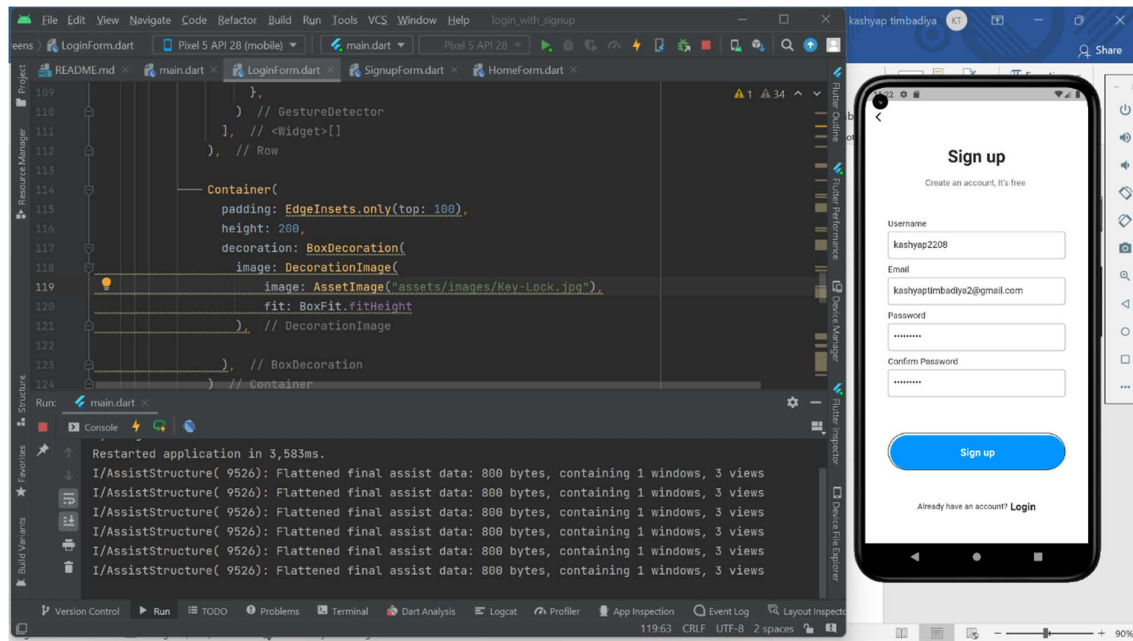 File Edit View Navigate Code Refactor Build Run Tools VCS Window Help login_with_signup
kashyap timbadiya KT
Share
reens LoginForm.dart Pixel 5 API 28 (mobile) main.dart Pixel 5 API 28
README.md main.dart LoginForm.dart SignupForm.dart HomeForm.dart
Project
Resource Manager
Structure
Favorites
Build Variants
109 },
110 ) // GestureDetector
111 ], // <Widget>[]
112 ), // Row
113
114 Container(
115 padding: EdgeInsets.only(top: 100),
116 height: 200,
117 decoration: BoxDecoration(
118 image: DecorationImage(
119 image: AssetImage("assets/images/Key-Lock.jpg"),
120 fit: BoxFit.fitHeight
121 ), // DecorationImage
122
123 ), // BoxDecoration
124 ) // Container
1 34
Flutter Outline
Flutter Performance
Device Manager
Flutter Inspector
Device File Explorer
Run: main.dart
Console
Restarted application in 3,583ms.
I/AssistStructure( 9526): Flattened final assist data: 800 bytes, containing 1 windows, 3 views
I/AssistStructure( 9526): Flattened final assist data: 800 bytes, containing 1 windows, 3 views
I/AssistStructure( 9526): Flattened final assist data: 800 bytes, containing 1 windows, 3 views
I/AssistStructure( 9526): Flattened final assist data: 800 bytes, containing 1 windows, 3 views
I/AssistStructure( 9526): Flattened final assist data: 800 bytes, containing 1 windows, 3 views
I/AssistStructure( 9526): Flattened final assist data: 800 bytes, containing 1 windows, 3 views
Version Control Run TODO Problems Terminal Dart Analysis Logcat Profiler App Inspection Event Log Layout Inspecto
119:63 CRLF UTF-8 2 spaces
Sign up
Create an account, It's free
Username
kashyap2208
Email
kashyaptimbadiya2@gmail.com
Password
•••••••••
Confirm Password
•••••••••
Sign up
Already have an account? Login
90%